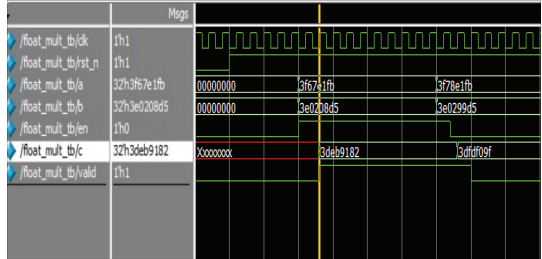 Msgs
/float_mult_tb/clk 1'h1
/float_mult_tb/rst_n 1'h1
/float_mult_tb/a 32'h3f67e1fb 00000000 3f67e1fb 3f78e1fb
/float_mult_tb/b 32'h3e0208d5 00000000 3e0208d5 3e0299d5
/float_mult_tb/en 1'h0
/float_mult_tb/c 32'h3deb9182 Xxxxxxxx 3deb9182 3dfdf09f
/float_mult_tb/valid 1'h1